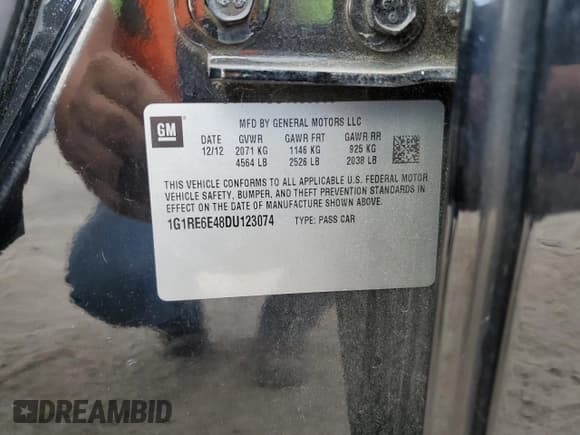 GM
MFD BY GENERAL MOTORS LLC
DATE GVWR GAWR FRT GAWR RR
12/12 2071 KG 1146 KG 925 KG
4564 LB 2526 LB 2038 LB
THIS VEHICLE CONFORMS TO ALL APPLICABLE U.S. FEDERAL MOTOR
VEHICLE SAFETY, BUMPER, AND THEFT PREVENTION STANDARDS IN
EFFECT ON THE DATE OF MANUFACTURE SHOWN ABOVE.
1G1RE6E48DU123074 TYPE: PASS CAR
DREAMBID